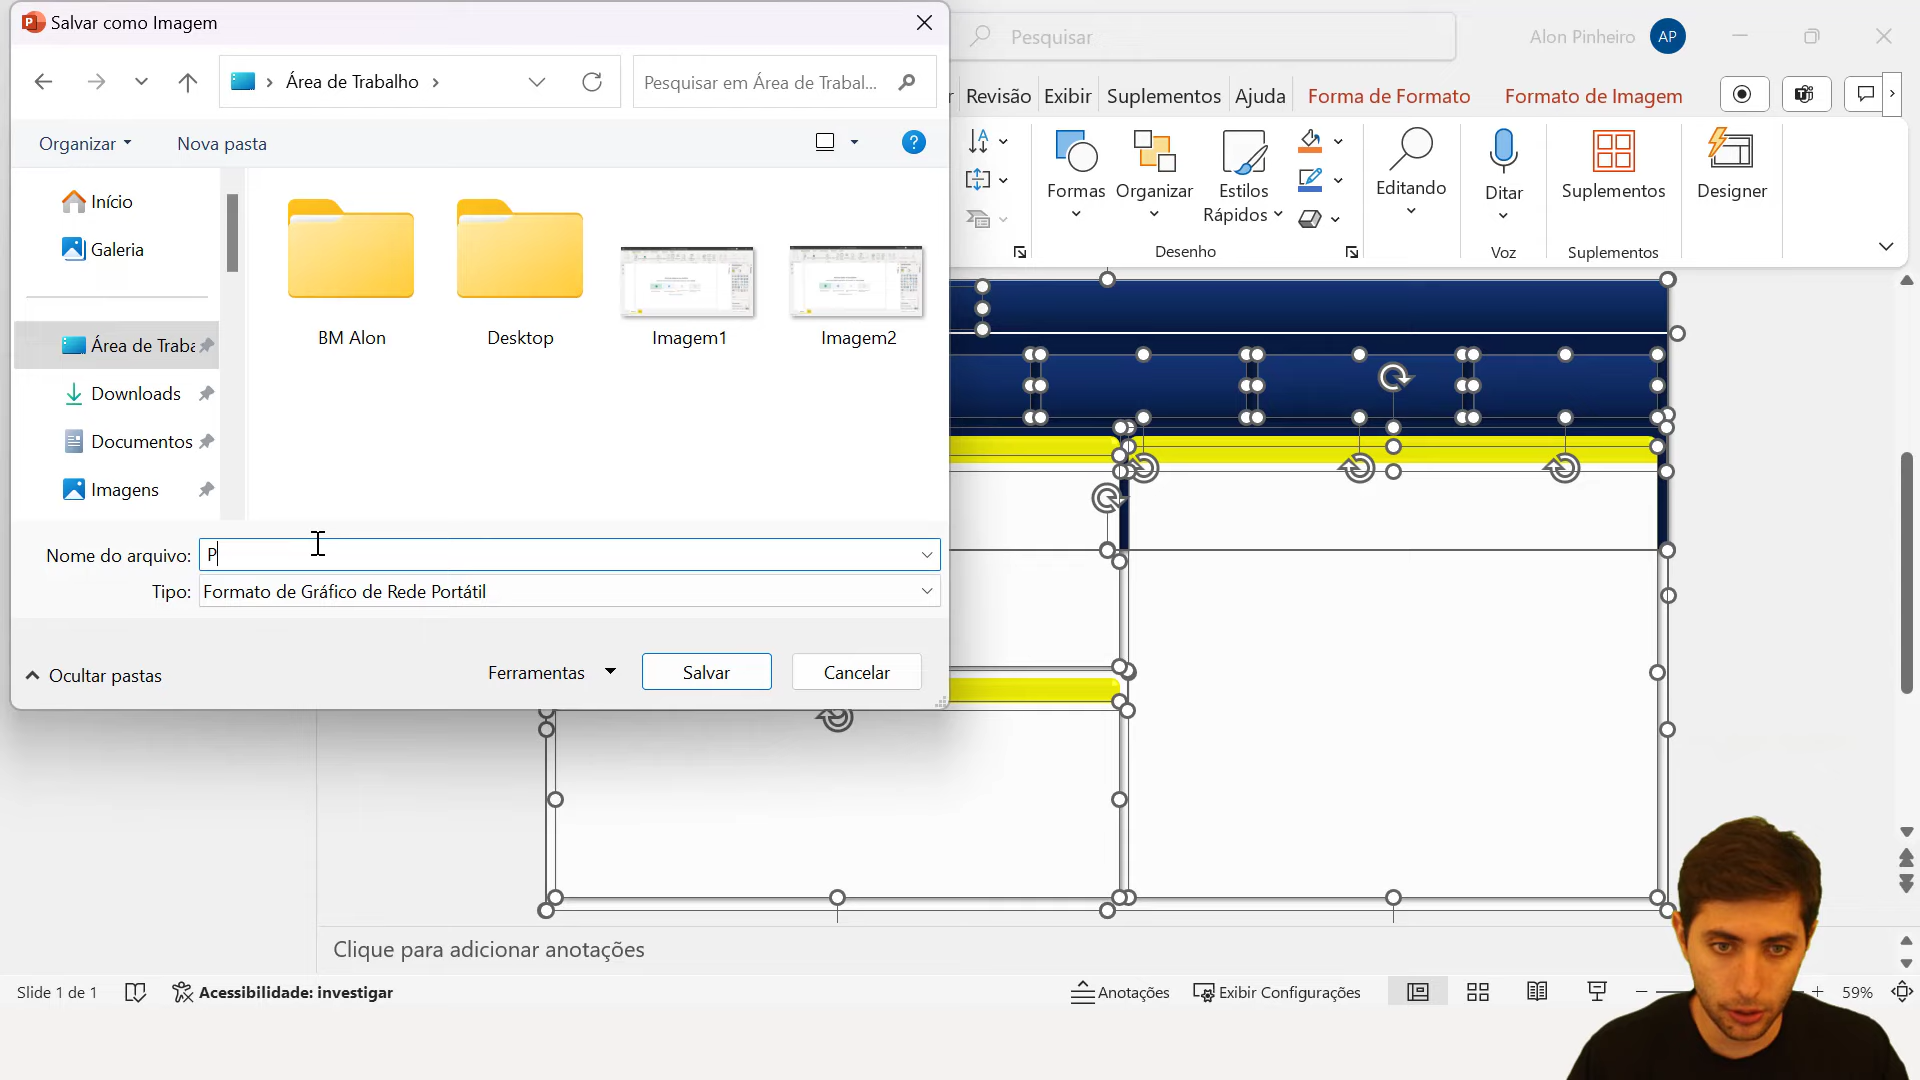 Salvar como Imagem
Área de Trabalho
Pesquisar em Área de Trabal...
Organizar
Nova pasta
Início
Galeria
Área de Traba
Downloads
Documentos
Imagens
BM Alon
Desktop
Imagem1
Imagem2
Nome do arquivo: P
Tipo: Formato de Gráfico de Rede Portátil
Ocultar pastas
Ferramentas
Salvar
Cancelar
Pesquisar
Alon Pinheiro
AP
Revisão
Exibir
Suplementos
Ajuda
Forma de Formato
Formato de Imagem
Formas
Organizar
Estilos
Rápidos
Editando
Ditar
Suplementos
Designer
Desenho
Voz
Suplementos
Clique para adicionar anotações
Slide 1 de 1
Acessibilidade: investigar
Anotações
Exibir Configurações
59%